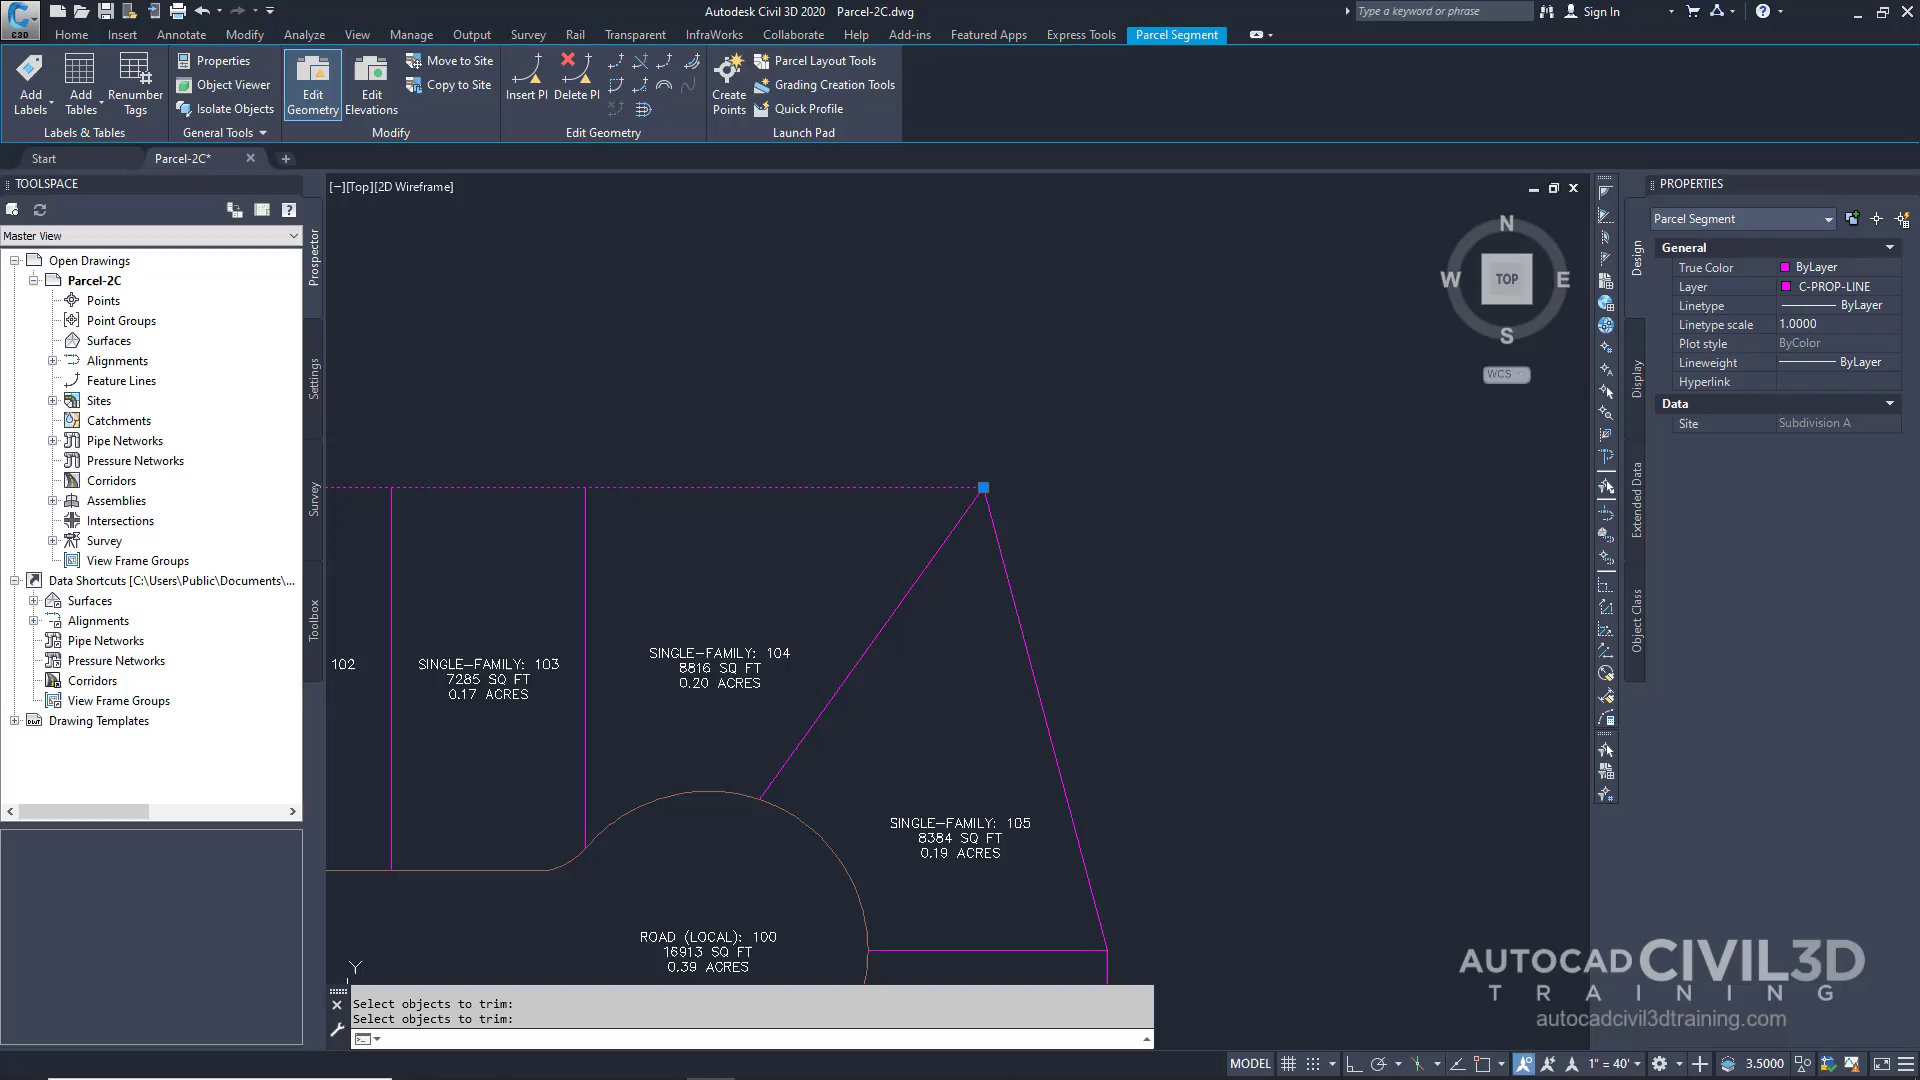 Autodesk Civil 3D 2020 Parcel-2C.dwg
Type a keyword or phrase
Sign In
C3D
Home Insert Annotate Modify Analyze View Manage Output Survey Rail Transparent InfraWorks Collaborate Help Add-ins Featured Apps Express Tools Parcel Segment
Add Labels
Add Tables
Renumber Tags
Labels & Tables
Properties
Object Viewer
Isolate Objects
General Tools
Edit Geometry
Edit Elevations
Move to Site
Copy to Site
Modify
Insert PI
Delete PI
Edit Geometry
Create Points
Parcel Layout Tools
Grading Creation Tools
Quick Profile
Launch Pad
Start
Parcel-2C*
TOOLSPACE
Master View
Open Drawings
Parcel-2C
Points
Point Groups
Surfaces
Alignments
Feature Lines
Sites
Catchments
Pipe Networks
Pressure Networks
Corridors
Assemblies
Intersections
Survey
View Frame Groups
Data Shortcuts [C:\Users\Public\Documents\...
Surfaces
Alignments
Pipe Networks
Pressure Networks
Corridors
View Frame Groups
Drawing Templates
Prospector
Settings
Survey
Toolbox
[−][Top][2D Wireframe]
N
W
TOP
E
S
WCS
102
SINGLE-FAMILY: 103
7285 SQ FT
0.17 ACRES
SINGLE-FAMILY: 104
8816 SQ FT
0.20 ACRES
SINGLE-FAMILY: 105
8384 SQ FT
0.19 ACRES
ROAD (LOCAL): 100
16913 SQ FT
0.39 ACRES
Y
Select objects to trim:
Select objects to trim:
PROPERTIES
Parcel Segment
General
True Color ByLayer
Layer C-PROP-LINE
Linetype ByLayer
Linetype scale 1.0000
Plot style ByColor
Lineweight ByLayer
Hyperlink
Data
Site Subdivision A
Design
Display
Extended Data
Object Class
AUTOCAD CIVIL3D
TRAINING
autocadcivil3dtraining.com
MODEL
1" = 40'
3.5000